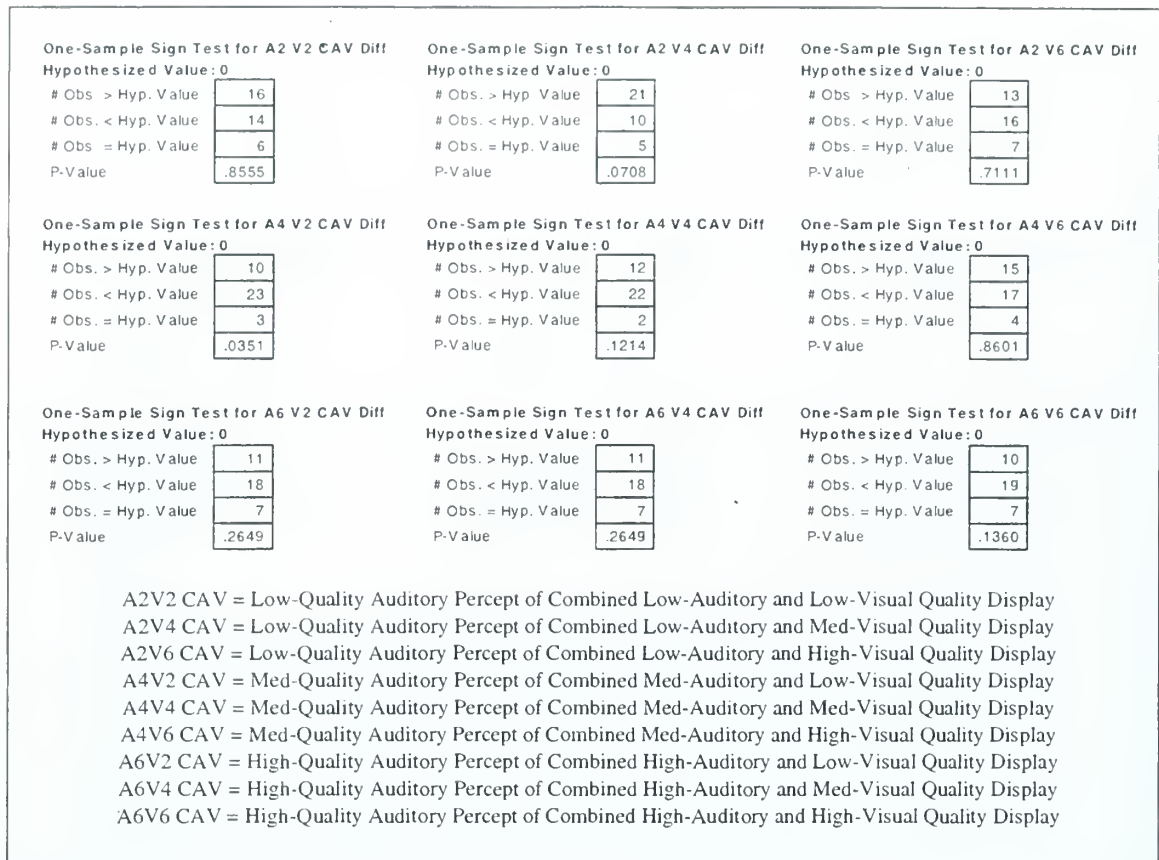 One-Sample Sign Test for A2 V2 CAV Diff
Hypothesized Value: 0
# Obs > Hyp. Value 16
# Obs. < Hyp. Value 14
# Obs = Hyp. Value 6
P-Value .8555
One-Sample Sign Test for A2 V4 CAV Diff
Hypothesized Value: 0
# Obs. > Hyp Value 21
# Obs. < Hyp. Value 10
# Obs. = Hyp. Value 5
P-Value .0708
One-Sample Sign Test for A2 V6 CAV Diff
Hypothesized Value: 0
# Obs > Hyp. Value 13
# Obs. < Hyp. Value 16
# Obs. = Hyp. Value 7
P-Value .7111
One-Sample Sign Test for A4 V2 CAV Diff
Hypothesized Value: 0
# Obs. > Hyp. Value 10
# Obs. < Hyp. Value 23
# Obs. = Hyp. Value 3
P-Value .0351
One-Sample Sign Test for A4 V4 CAV Diff
Hypothesized Value: 0
# Obs. > Hyp. Value 12
# Obs. < Hyp. Value 22
# Obs. = Hyp. Value 2
P-Value .1214
One-Sample Sign Test for A4 V6 CAV Diff
Hypothesized Value: 0
# Obs. > Hyp. Value 15
# Obs. < Hyp. Value 17
# Obs. = Hyp. Value 4
P-Value .8601
One-Sample Sign Test for A6 V2 CAV Diff
Hypothesized Value: 0
# Obs. > Hyp. Value 11
# Obs. < Hyp. Value 18
# Obs. = Hyp. Value 7
P-Value .2649
One-Sample Sign Test for A6 V4 CAV Diff
Hypothesized Value: 0
# Obs. > Hyp. Value 11
# Obs. < Hyp. Value 18
# Obs. = Hyp. Value 7
P-Value .2649
One-Sample Sign Test for A6 V6 CAV Diff
Hypothesized Value: 0
# Obs. > Hyp. Value 10
# Obs. < Hyp. Value 19
# Obs. = Hyp. Value 7
P-Value .1360
A2V2 CAV = Low-Quality Auditory Percept of Combined Low-Auditory and Low-Visual Quality Display
A2V4 CAV = Low-Quality Auditory Percept of Combined Low-Auditory and Med-Visual Quality Display
A2V6 CAV = Low-Quality Auditory Percept of Combined Low-Auditory and High-Visual Quality Display
A4V2 CAV = Med-Quality Auditory Percept of Combined Med-Auditory and Low-Visual Quality Display
A4V4 CAV = Med-Quality Auditory Percept of Combined Med-Auditory and Med-Visual Quality Display
A4V6 CAV = Med-Quality Auditory Percept of Combined Med-Auditory and High-Visual Quality Display
A6V2 CAV = High-Quality Auditory Percept of Combined High-Auditory and Low-Visual Quality Display
A6V4 CAV = High-Quality Auditory Percept of Combined High-Auditory and Med-Visual Quality Display
A6V6 CAV = High-Quality Auditory Percept of Combined High-Auditory and High-Visual Quality Display